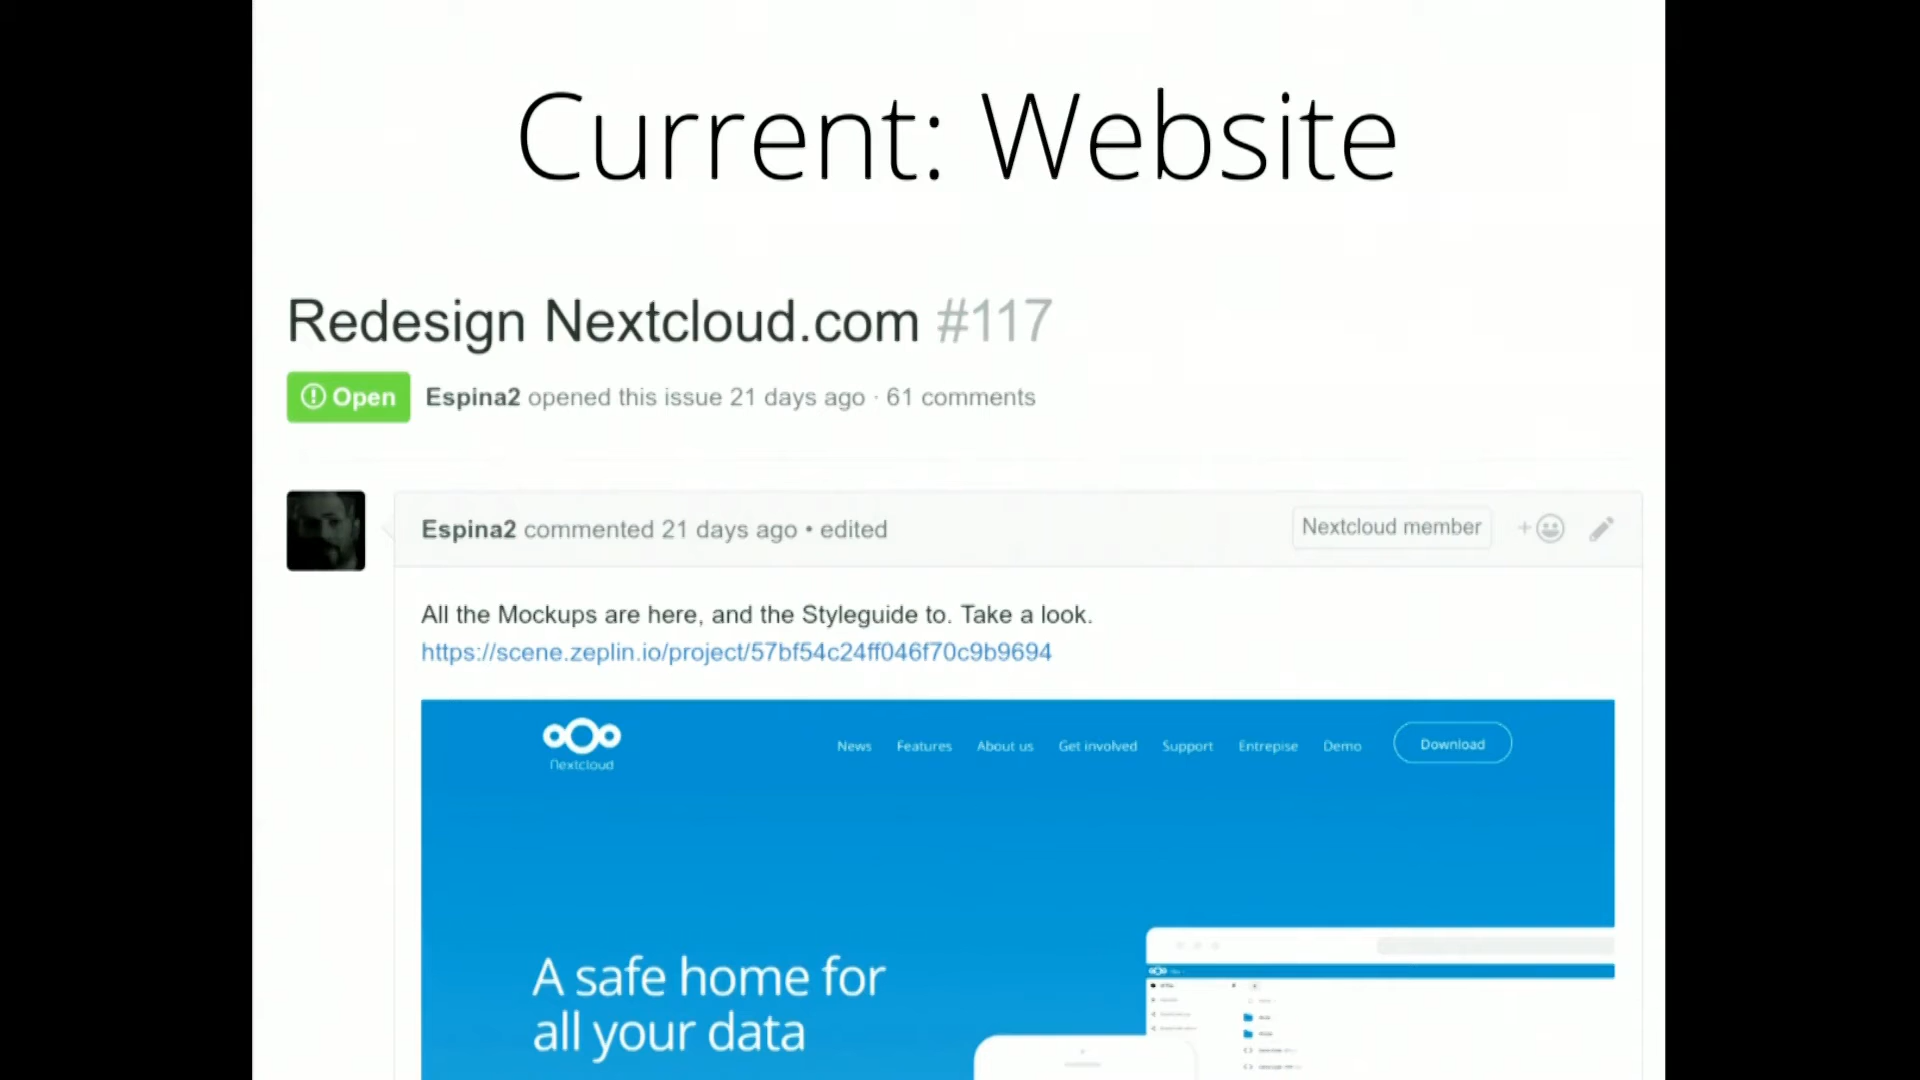 Current: Website
Redesign Nextcloud.com #117
Open Espina2 opened this issue 21 days ago · 61 comments
Espina2 commented 21 days ago • edited
Nextcloud member
All the Mockups are here, and the Styleguide to. Take a look.
https://scene.zeplin.io/project/57bf54c24ff046f70c9b9694
nextcloud
News Features About us Get involved Support Entrepise Demo Download
A safe home for
all your data